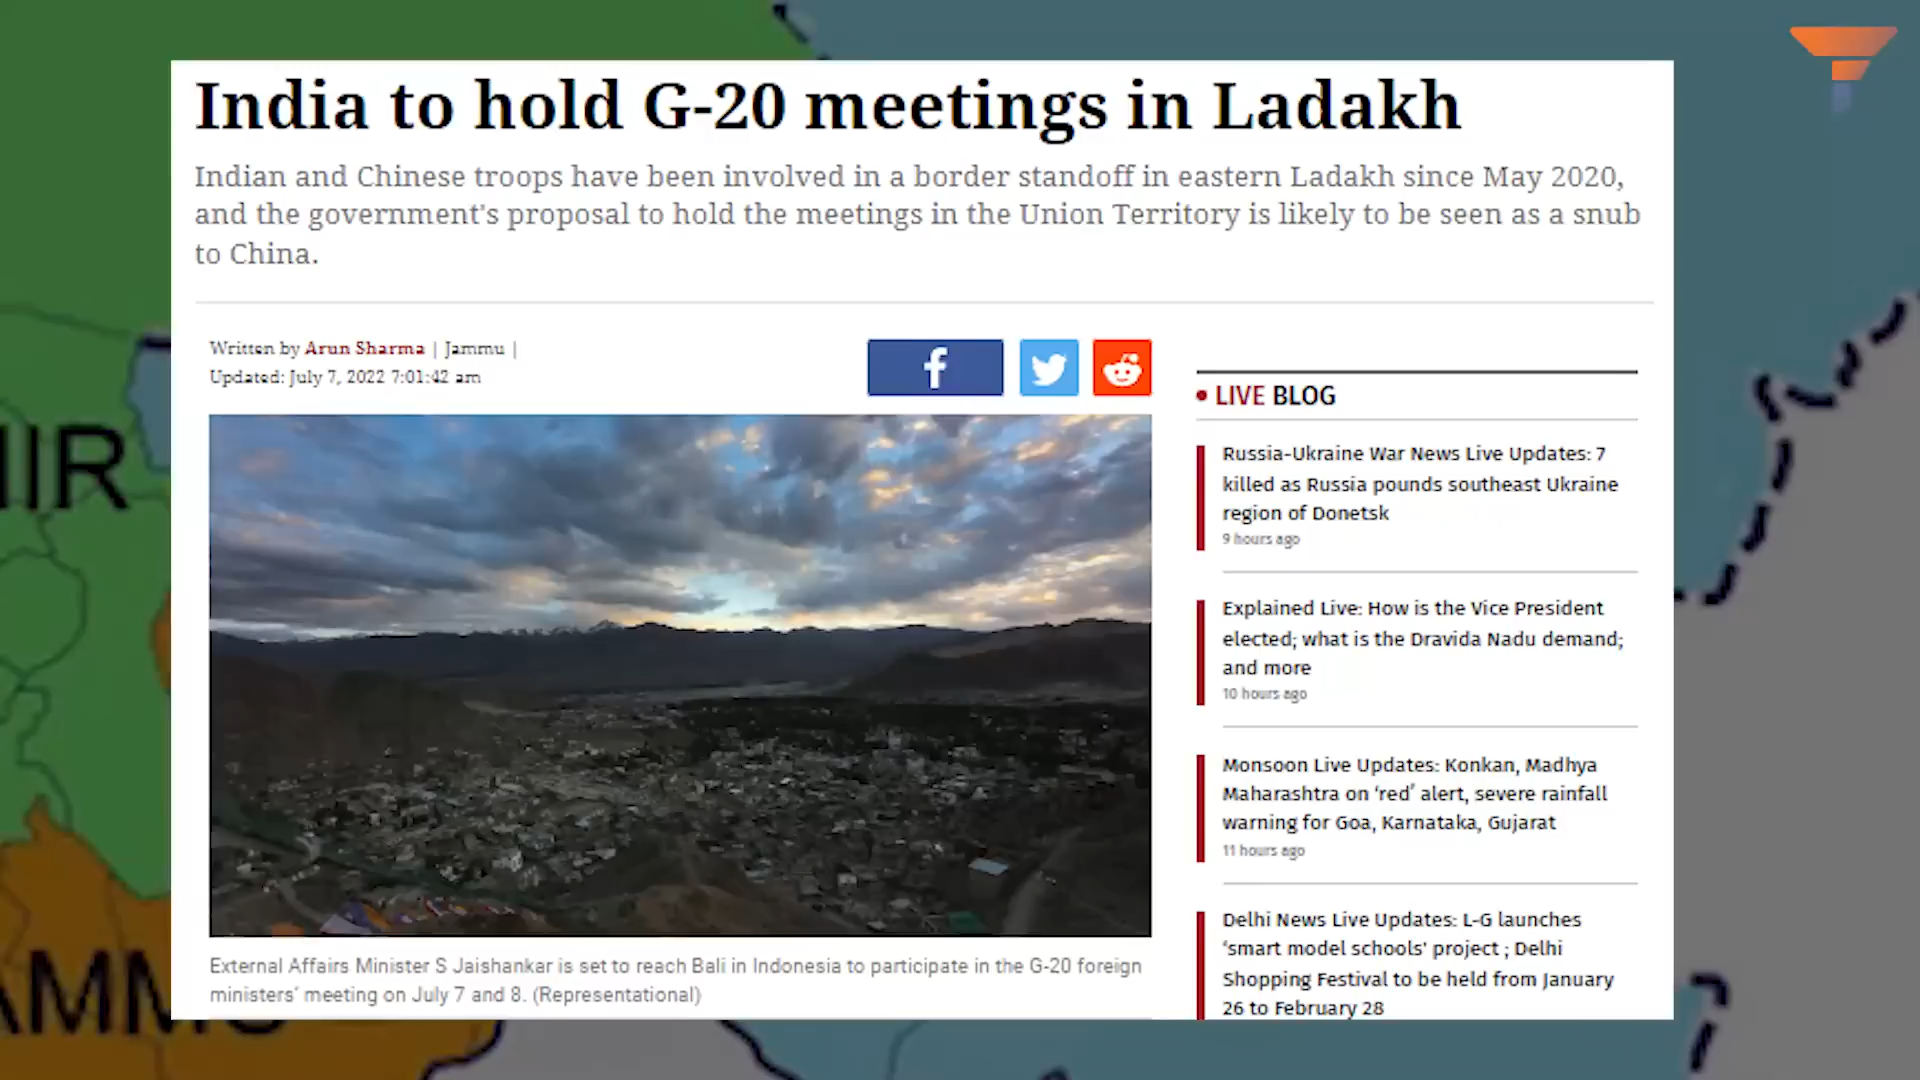 India to hold G-20 meetings in Ladakh
Indian and Chinese troops have been involved in a border standoff in eastern Ladakh since May 2020,
and the government's proposal to hold the meetings in the Union Territory is likely to be seen as a snub
to China.
Written by Arun Sharma | Jammu |
Updated: July 7, 2022 7:01:42 am
External Affairs Minister S Jaishankar is set to reach Bali in Indonesia to participate in the G-20 foreign
ministers' meeting on July 7 and 8. (Representational)
• LIVE BLOG
Russia-Ukraine War News Live Updates: 7
killed as Russia pounds southeast Ukraine
region of Donetsk
9 hours ago
Explained Live: How is the Vice President
elected; what is the Dravida Nadu demand;
and more
10 hours ago
Monsoon Live Updates: Konkan, Madhya
Maharashtra on ‘red’ alert, severe rainfall
warning for Goa, Karnataka, Gujarat
11 hours ago
Delhi News Live Updates: L-G launches
‘smart model schools' project ; Delhi
Shopping Festival to be held from January
26 to February 28